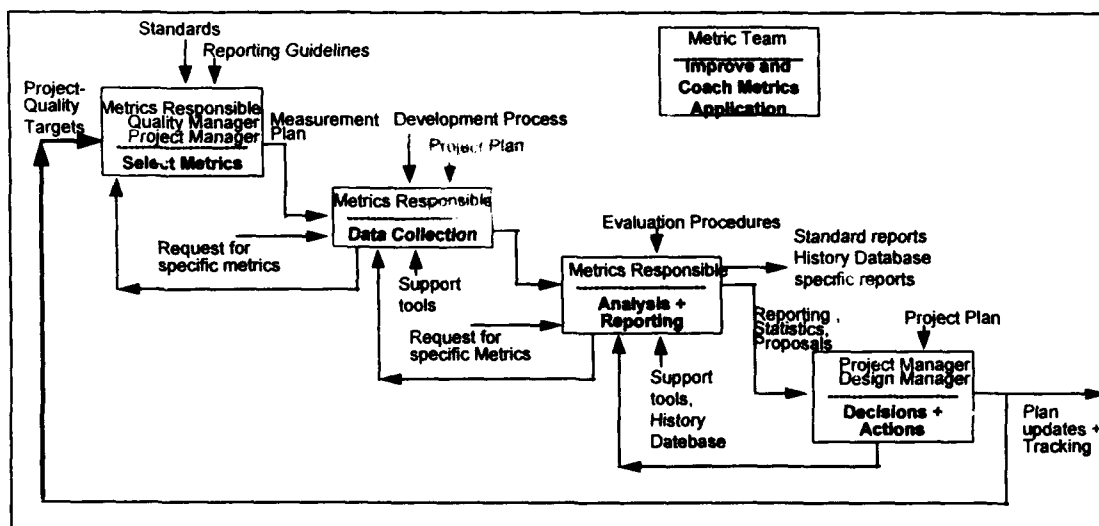 Standards
Reporting Guidelines
Project-
Quality
Targets
Metrics Responsible
Quality Manager
Project Manager
Select Metrics
Metric Team
Improve and
Coach Metrics
Application
Measurement
Plan
Development Process
Project Plan
Metrics Responsible
Data Collection
Request for
specific metrics
Support
tools
Evaluation Procedures
Metrics Responsible
Analysis +
Reporting
Standard reports
History Database
specific reports
Request for
specific Metrics
Support
tools,
History
Datebase
Reporting ,
Statistics,
Proposals
Project Plan
Project Manager
Design Manager
Decisions +
Actions
Plan
updates +
Tracking